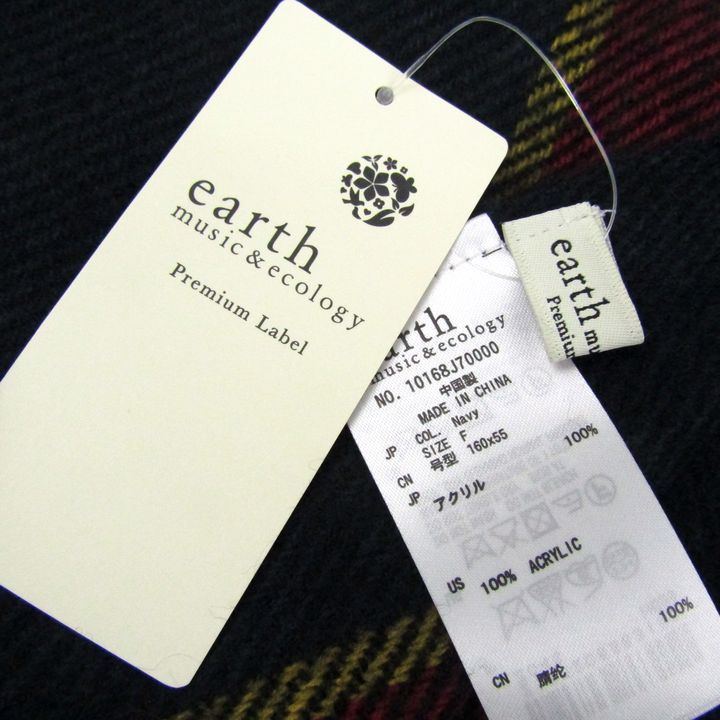 earth
music & ecology
Premium Label
earth
Premium
music & ecology
NO. 10168J70000
中国製
MADE IN CHINA
COL. Navy
JP SIZE F
CN 号型 160x55
JP アクリル 100%
US 100% ACRYLIC
CN 腈纶 100%